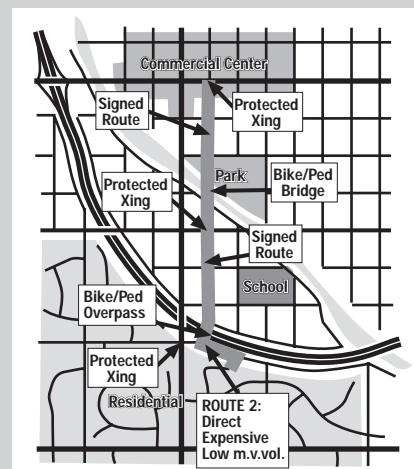 Commercial Center
Signed
Route
Protected
Xing
Park
Bike/Ped
Bridge
Protected
Xing
Signed
Route
School
Bike/Ped
Overpass
Protected
Xing
Residential
ROUTE 2:
Direct
Expensive
Low m.v.vol.